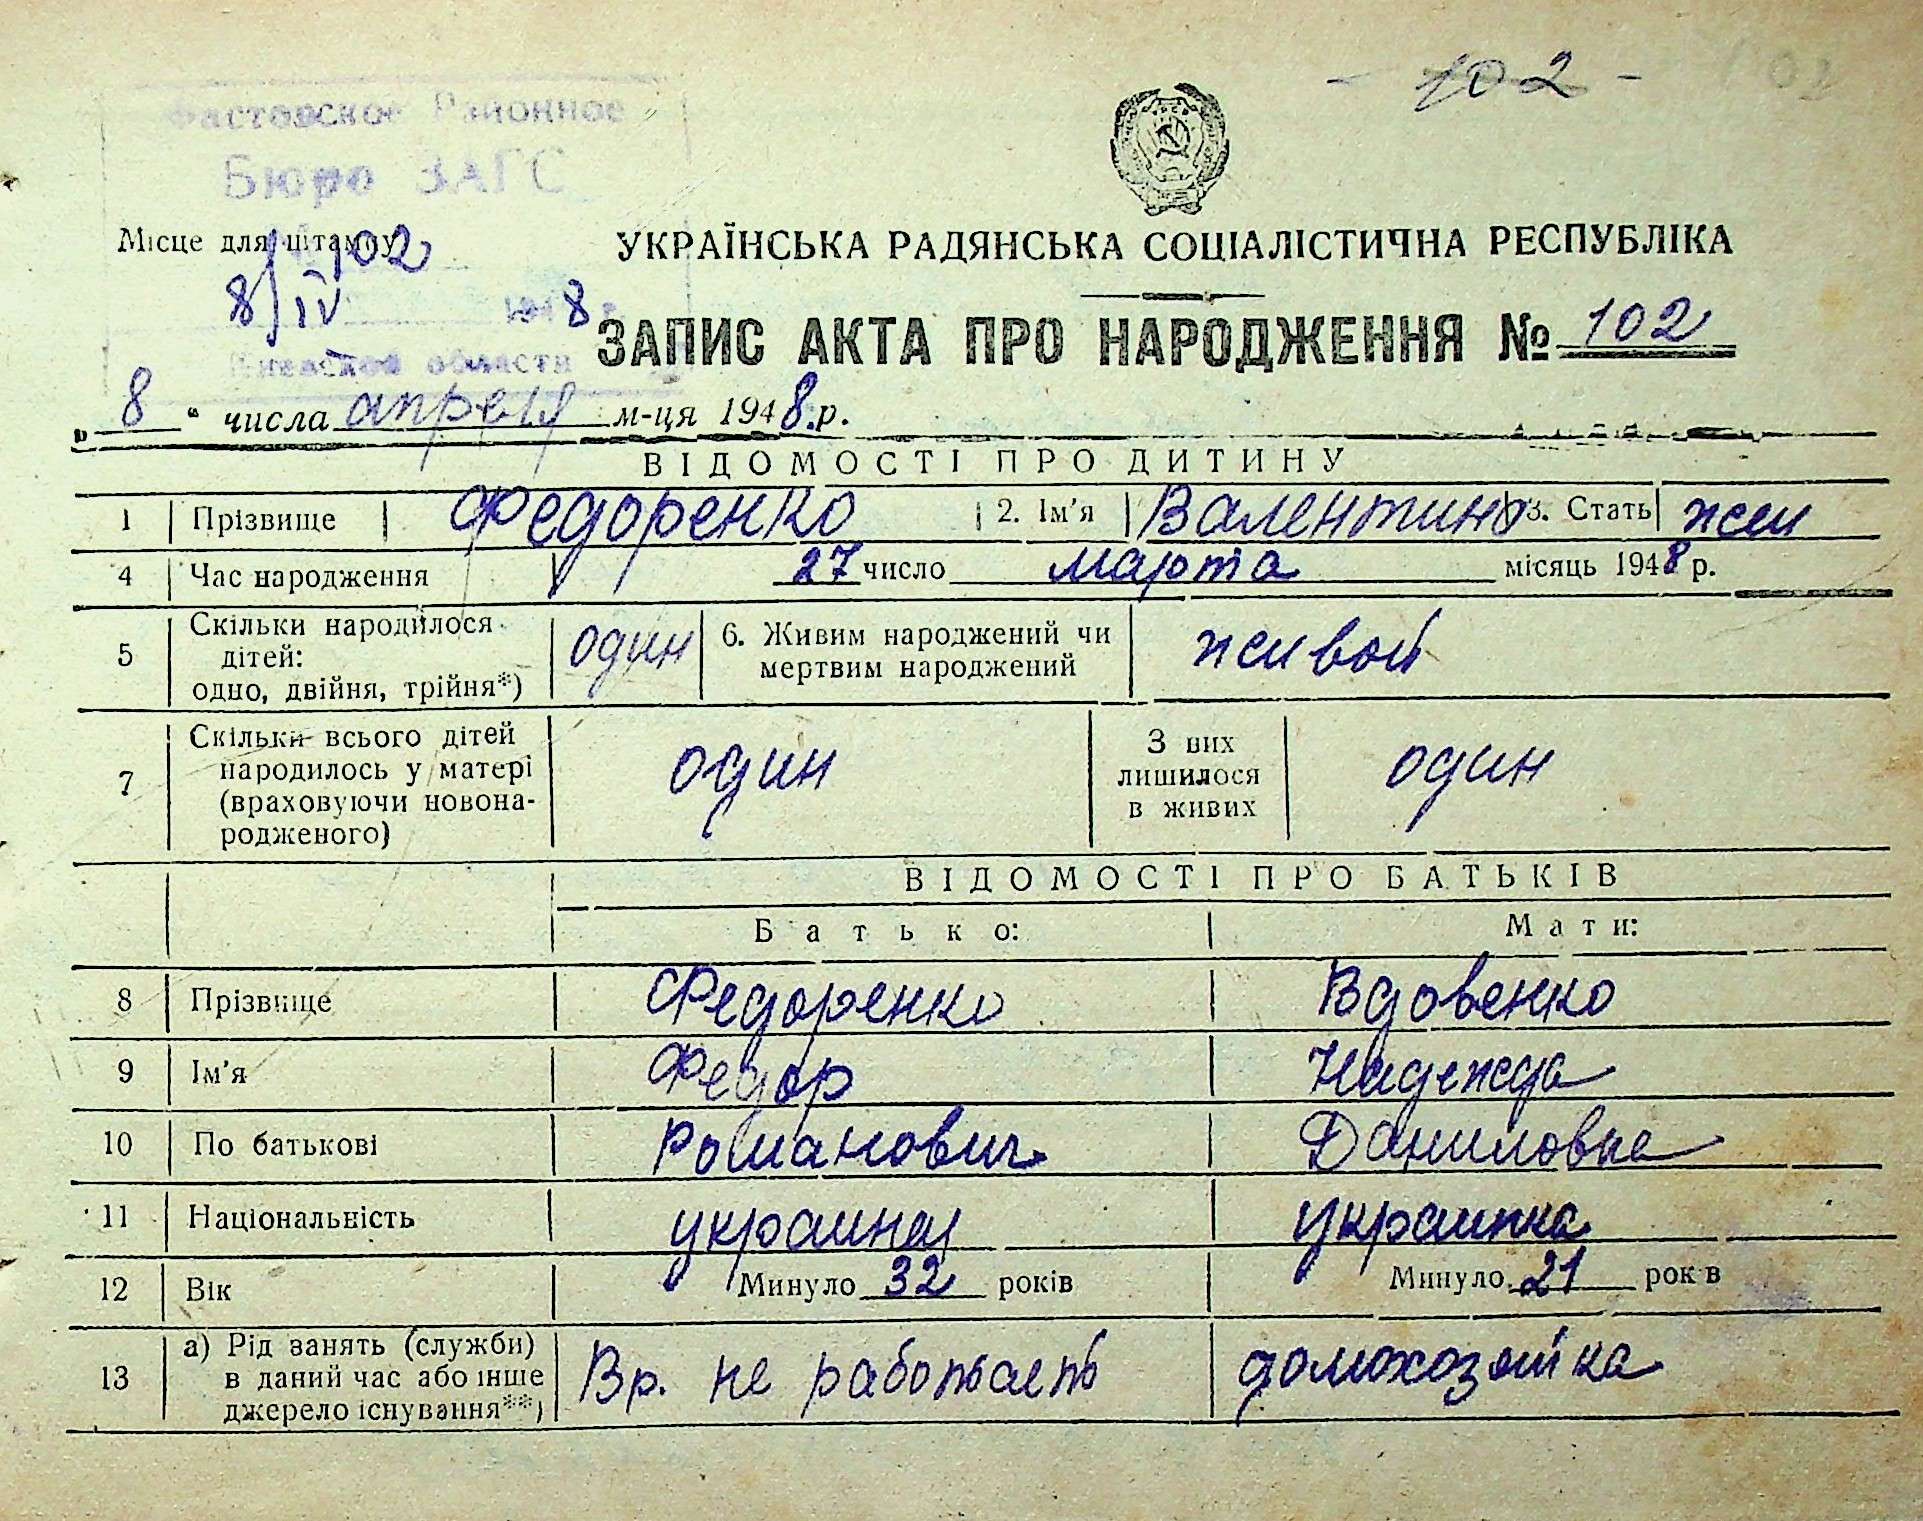 - 102 -
102
Фастовское Районное
Бюро ЗАГС
Місце для штампу
102
8/IV 1948 г.
Киевской области
УКРАЇНСЬКА РАДЯНСЬКА СОЦІАЛІСТИЧНА РЕСПУБЛІКА
ЗАПИС АКТА ПРО НАРОДЖЕННЯ № 102
„ 8 " числа апреля м-ця 1948 р.
ВІДОМОСТІ ПРО ДИТИНУ
1 Прізвище Федоренко 2. Ім'я Валентина 3. Стать жен
4 Час народження 27 число марта місяць 1948 р.
5 Скільки народилося дітей: одно, двійня, трійня*) один 6. Живим народжений чи мертвим народжений живой
7 Скільки всього дітей народилось у матері (враховуючи новонародженого) один З них лишилося в живих один
ВІДОМОСТІ ПРО БАТЬКІВ
Батько: Мати:
8 Прізвище Федоренко Вдовенко
9 Ім'я Федор Надежда
10 По батькові Романович Даниловна
11 Національність украинец украинка
12 Вік Минуло 32 років Минуло 21 років
13 а) Рід занять (служби) в даний час або інше джерело існування**) Вр. не работает домохозяйка